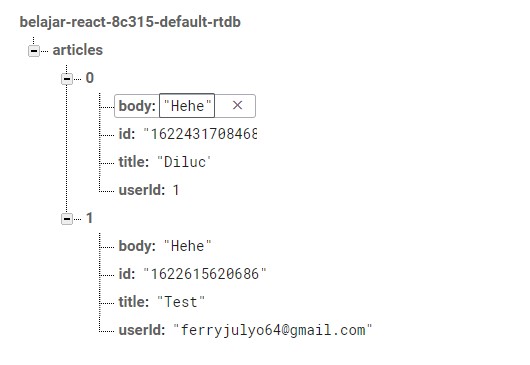 belajar-react-8c315-default-rtdb
articles
0
body: "Hehe" ×
id: "1622431708468
title: "Diluc'
userId: 1
1
body: "Hehe"
id: "1622615620686"
title: "Test"
userId: "ferryjulyo64@gmail.com"